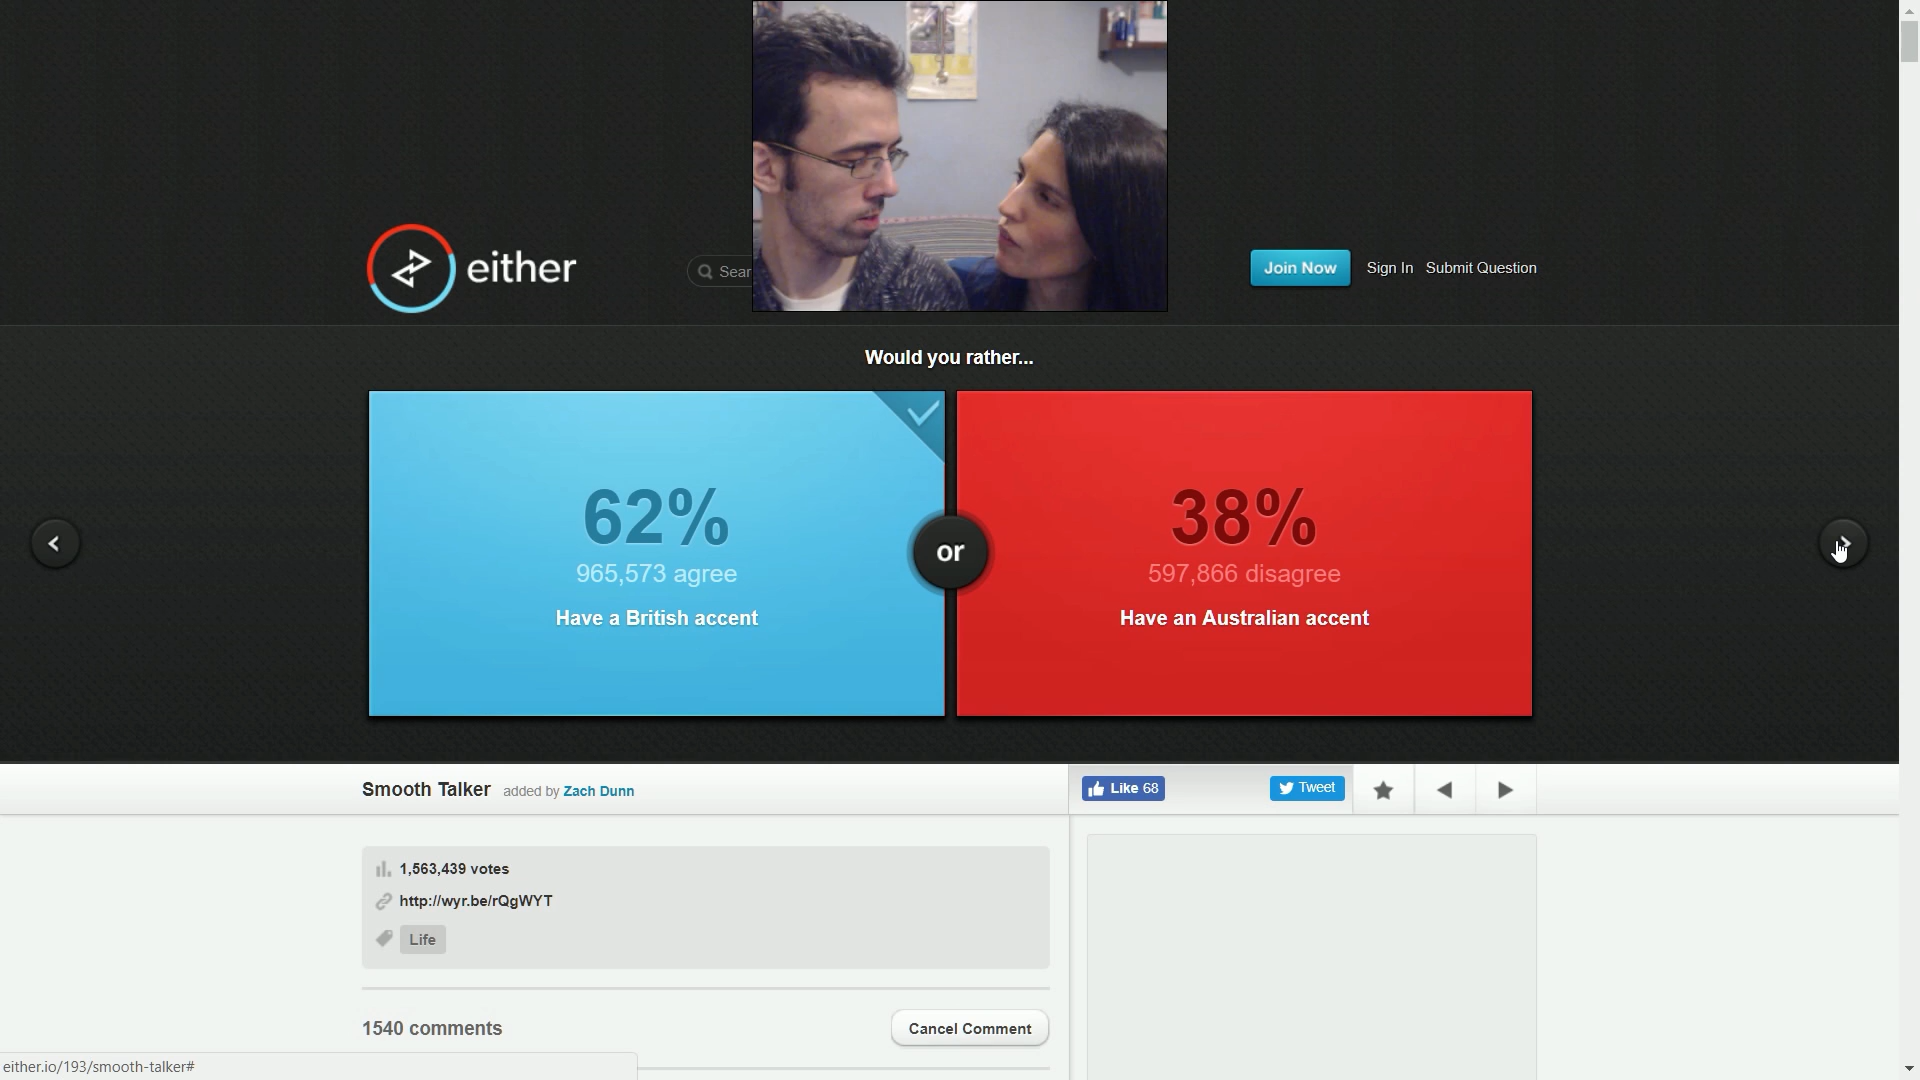 either
Sear
Join Now
Sign In
Submit Question
Would you rather...
62%
965,573 agree
Have a British accent
or
38%
597,866 disagree
Have an Australian accent
Smooth Talker added by Zach Dunn
Like 68
Tweet
1,563,439 votes
http://wyr.be/rQgWYT
Life
1540 comments
Cancel Comment
either.io/193/smooth-talker#